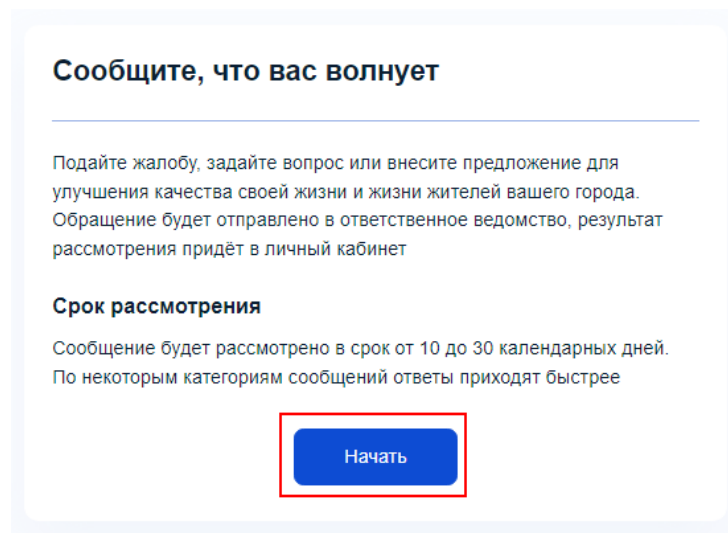 Сообщите, что вас волнует
Подайте жалобу, задайте вопрос или внесите предложение для
улучшения качества своей жизни и жизни жителей вашего города.
Обращение будет отправлено в ответственное ведомство, результат
рассмотрения придёт в личный кабинет
Срок рассмотрения
Сообщение будет рассмотрено в срок от 10 до 30 календарных дней.
По некоторым категориям сообщений ответы приходят быстрее
Начать